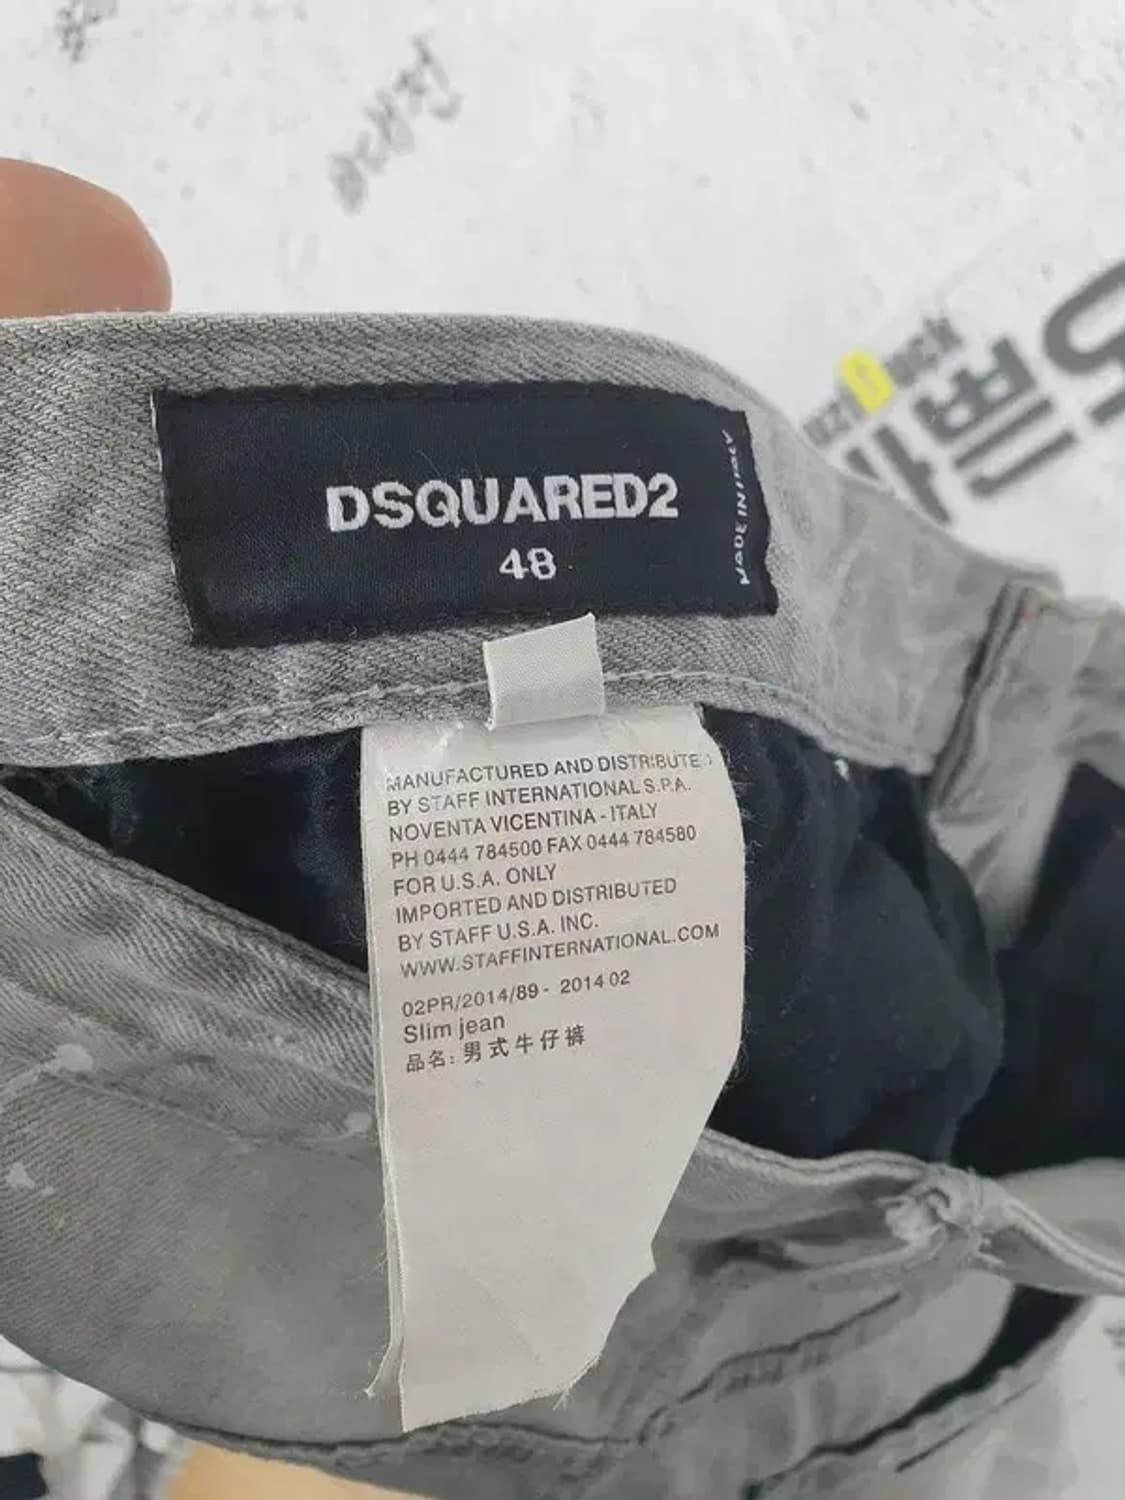 DSQUARED2
48
MADE IN ITALY
MANUFACTURED AND DISTRIBUTED
BY STAFF INTERNATIONAL S.P.A.
NOVENTA VICENTINA - ITALY
PH 0444 784500 FAX 0444 784580
FOR U.S.A. ONLY
IMPORTED AND DISTRIBUTED
BY STAFF U.S.A. INC.
WWW.STAFFINTERNATIONAL.COM
02PR/2014/89 - 2014 02
Slim jean
品名: 男式牛仔裤